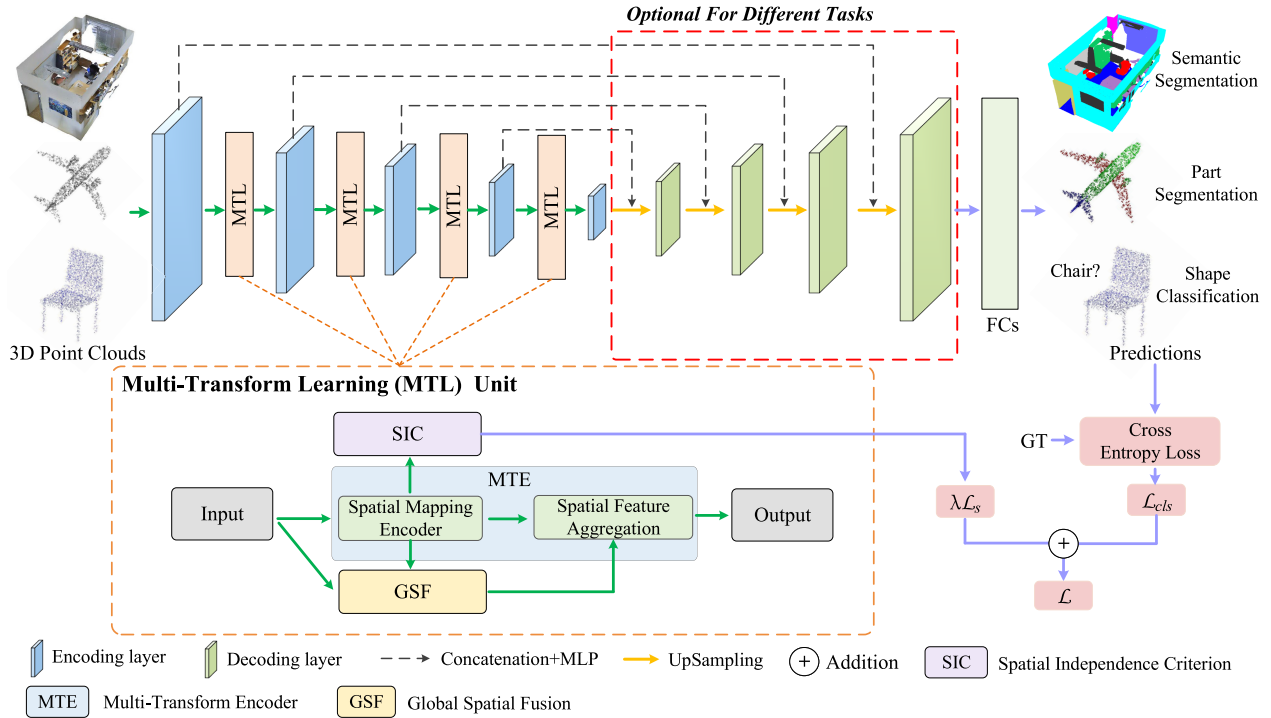 Optional For Different Tasks
Semantic
Segmentation
MTL
MTL
MTL
MTL
Part
Segmentation
Chair?
Shape
Classification
FCs
3D Point Clouds
Predictions
Multi-Transform Learning (MTL) Unit
SIC
GT
Cross
Entropy Loss
MTE
Input
Spatial Mapping
Encoder
Spatial Feature
Aggregation
Output
λℒs
ℒcls
+
GSF
ℒ
Encoding layer
Decoding layer
Concatenation+MLP
UpSampling
+
Addition
SIC
Spatial Independence Criterion
MTE
Multi-Transform Encoder
GSF
Global Spatial Fusion